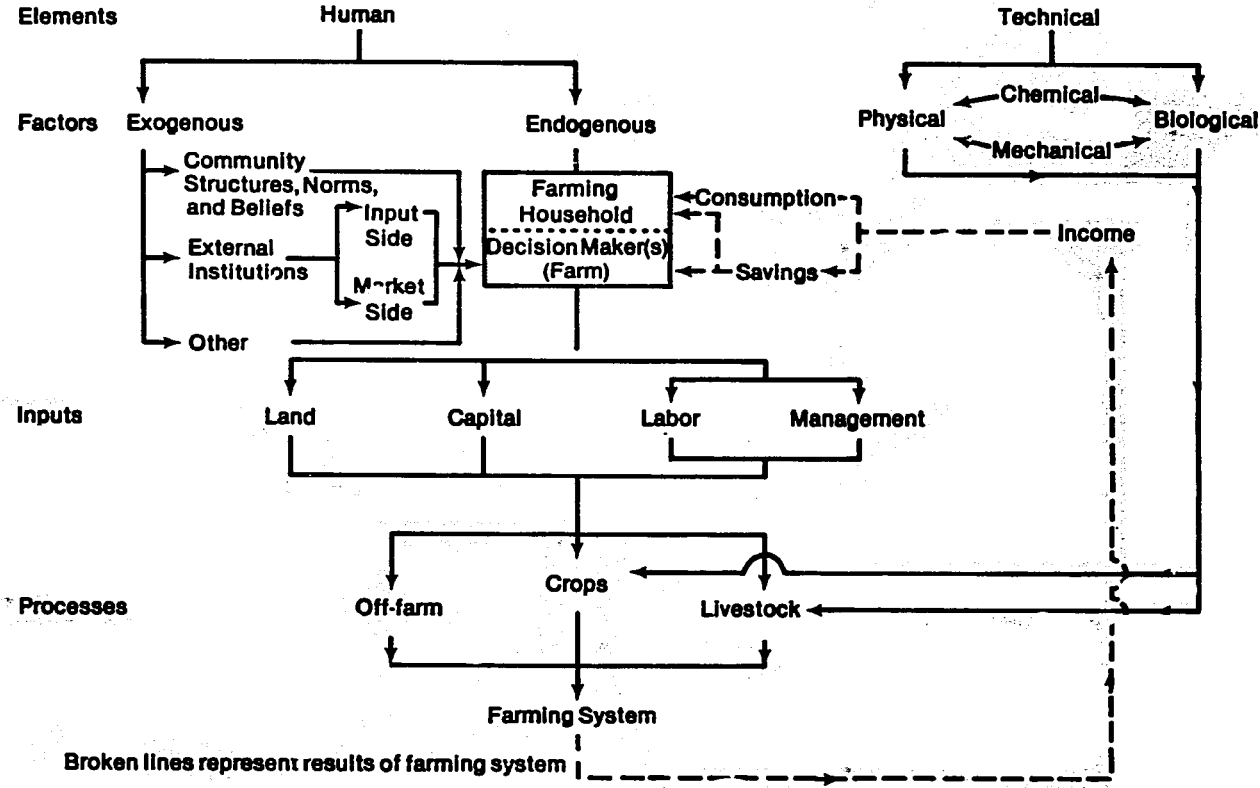 Elements
Human
Technical
Factors
Exogenous
Endogenous
Physical
Chemical
Biological
Mechanical
Community
Structures, Norms,
and Beliefs
Input
Side
External
Institutions
Market
Side
Other
Farming
Household
Decision Maker(s)
(Farm)
Consumption
Savings
Income
Inputs
Land
Capital
Labor
Management
Processes
Off-farm
Crops
Livestock
Farming System
Broken lines represent results of farming system